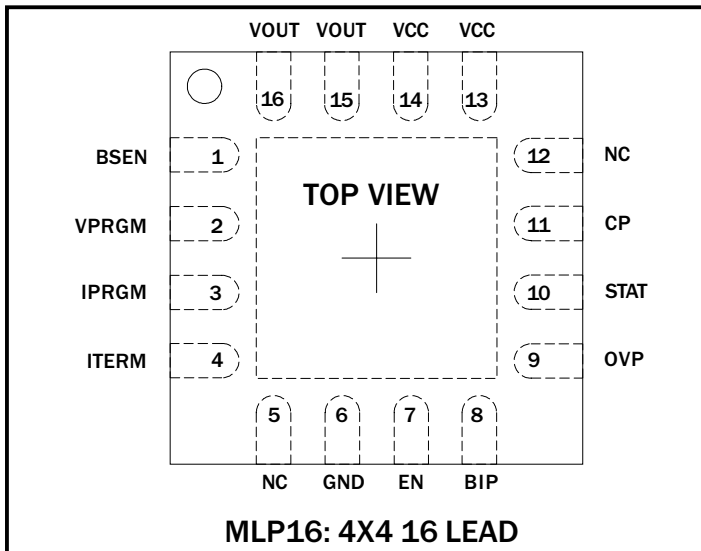 VOUT VOUT VCC VCC
16 15 14 13
BSEN 1 12 NC
TOP VIEW
VPRGM 2 11 CP
IPRGM 3 10 STAT
ITERM 4 9 OVP
5 6 7 8
NC GND EN BIP
MLP16: 4X4 16 LEAD